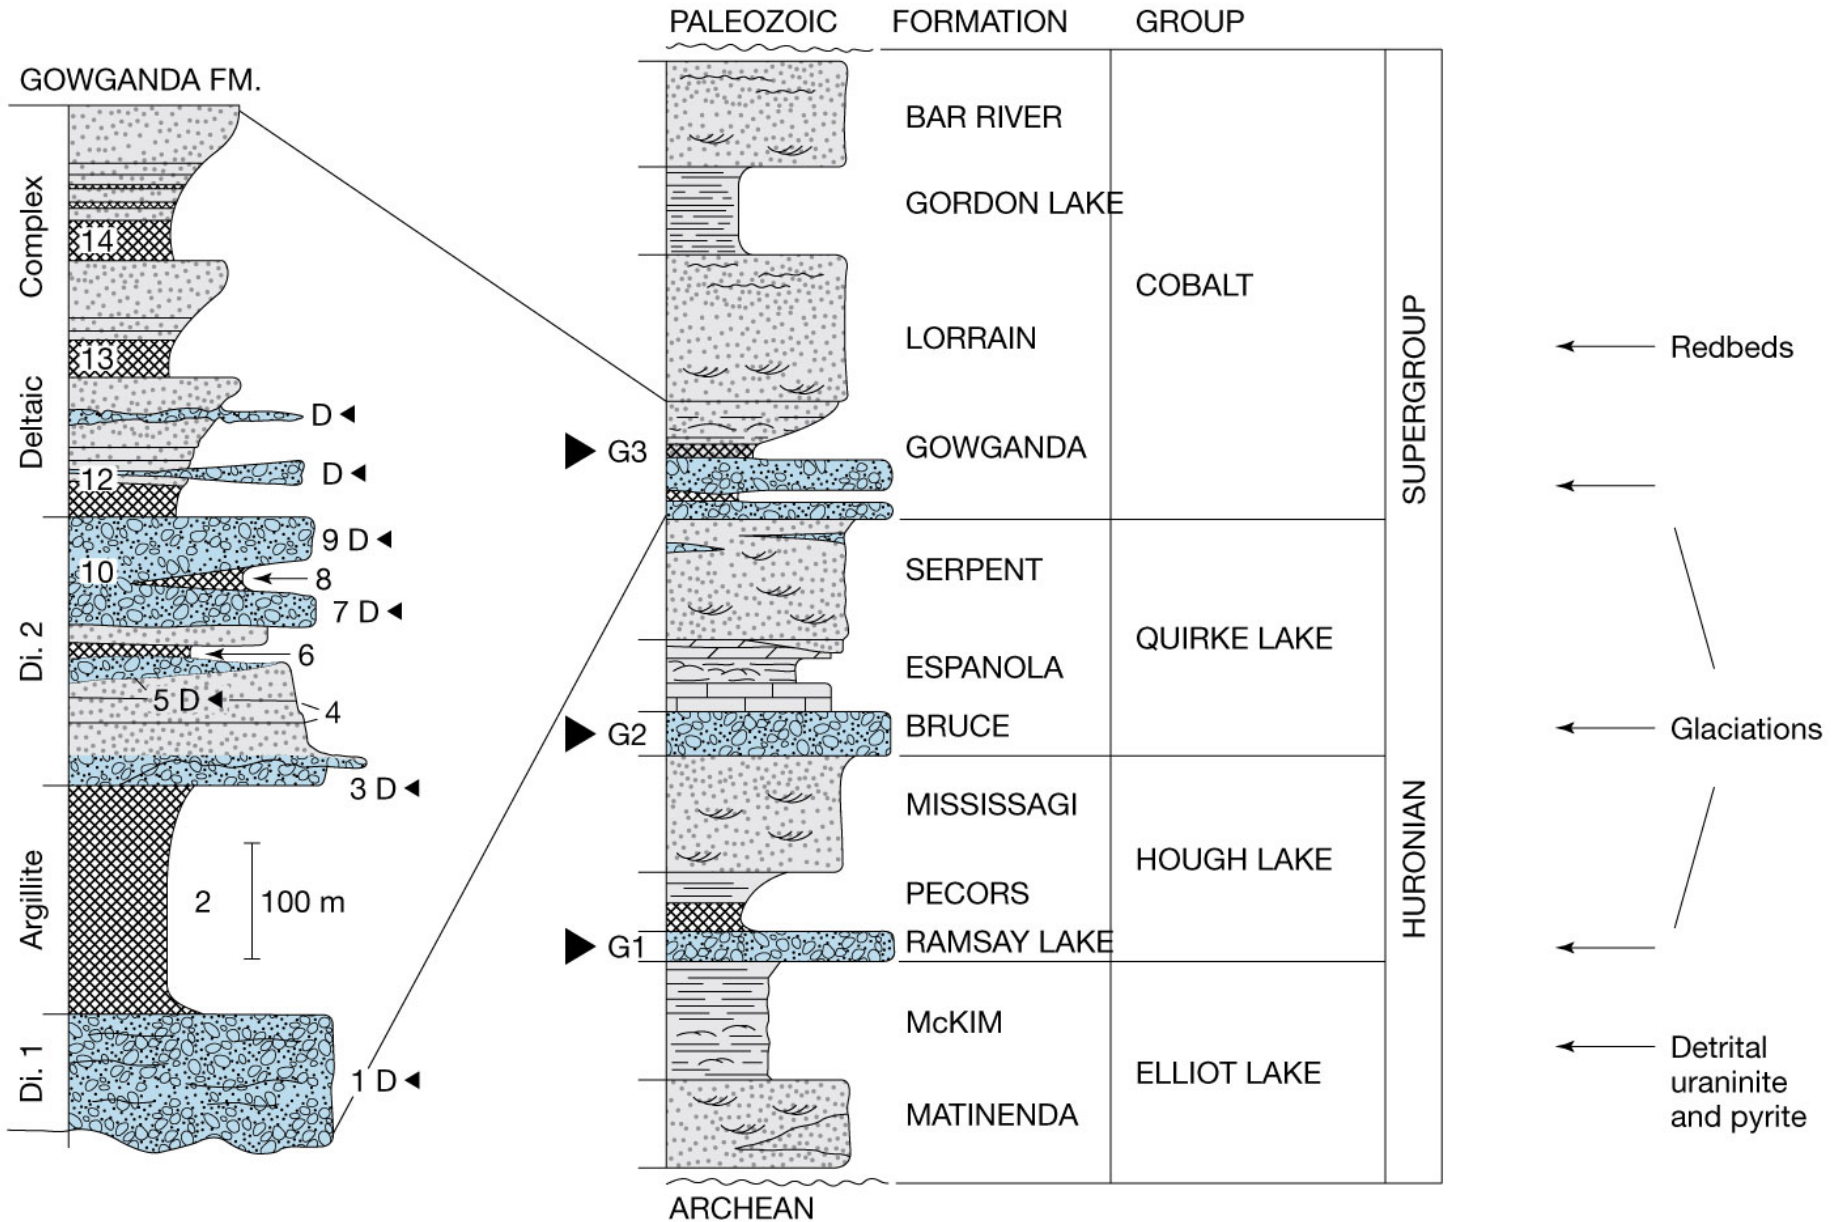 PALEOZOIC
FORMATION
GROUP
GOWGANDA FM.
Complex
Deltaic
Di. 2
Argillite
Di. 1
14
13
D
12
D
9 D
10
8
7 D
6
5 D
4
3 D
2
100 m
1 D
G3
G2
G1
BAR RIVER
GORDON LAKE
LORRAIN
GOWGANDA
SERPENT
ESPANOLA
BRUCE
MISSISSAGI
PECORS
RAMSAY LAKE
McKIM
MATINENDA
ARCHEAN
COBALT
QUIRKE LAKE
HOUGH LAKE
ELLIOT LAKE
HURONIAN SUPERGROUP
Redbeds
Glaciations
Detrital
uraninite
and pyrite